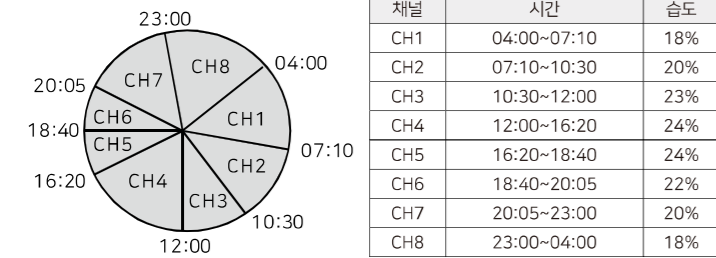 23:00
04:00
07:10
10:30
12:00
16:20
18:40
20:05
CH8
CH1
CH2
CH3
CH4
CH5
CH6
CH7
채널 시간 습도
CH1 04:00~07:10 18%
CH2 07:10~10:30 20%
CH3 10:30~12:00 23%
CH4 12:00~16:20 24%
CH5 16:20~18:40 24%
CH6 18:40~20:05 22%
CH7 20:05~23:00 20%
CH8 23:00~04:00 18%